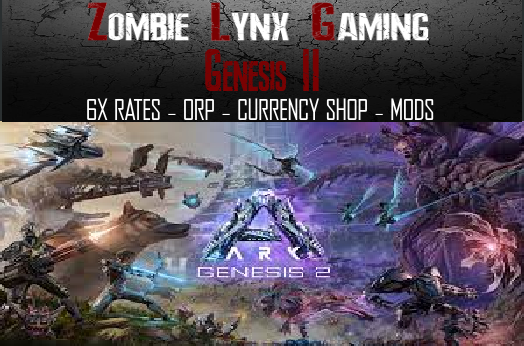 Zombie Lynx Gaming
Genesis II
6X RATES - ORP - CURRENCY SHOP - MODS
ARK
GENESIS 2